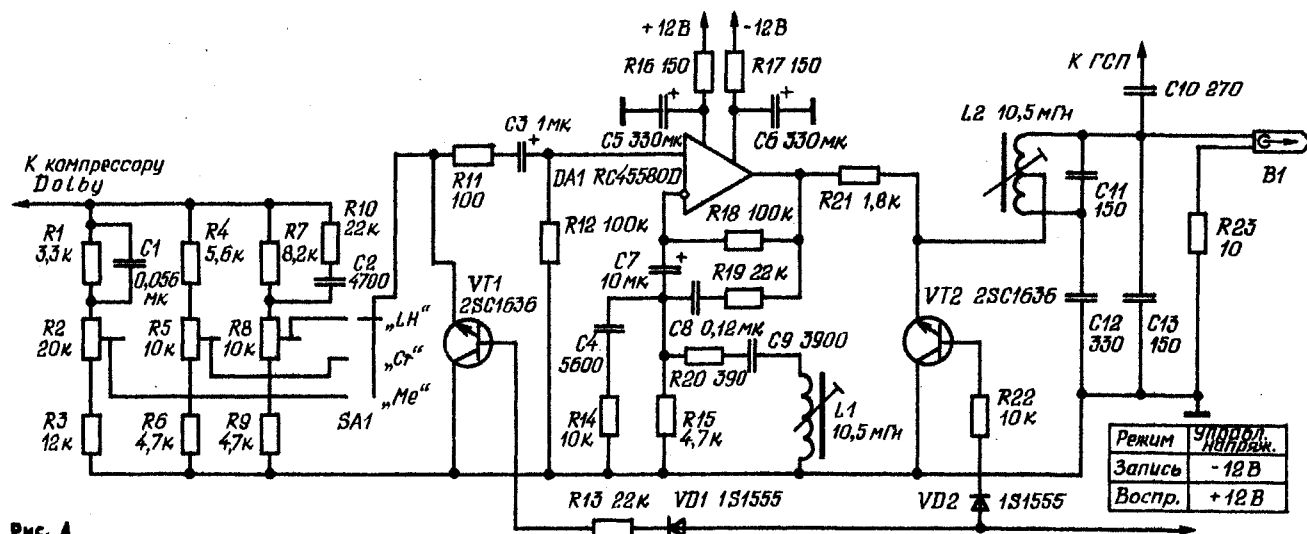 +12В
-12В
R16 150
R17 150
К ГСП
C10 270
L2 10,5 мГн
C3 1мк
C5 330мк
C6 330мк
К компрессору
Dolby
DA1 RC4558DD
B1
R11
100
R10
22к
R1
3,3к
C1
0,056
мк
R4
5,6к
R7
8,2к
C2
4700
R12 100к
R18 100к
R21 1,8к
C11
150
R23
10
C7
10мк
R19 22к
VT1
2SC1636
VT2 2SC1636
R2
20к
R5
10к
R8
10к
„LH“
„Cr“
„Me“
SA1
C4
5600
C8 0,12мк
C9 3900
C12
330
C13
150
R20 390
R3
12к
R6
4,7к
R9
4,7к
R14
10к
R15
4,7к
L1
10,5мГн
R22
10к
Режим
Управл.
напряж.
Запись
-12В
Воспр.
+12В
R13 22к
VD1 1S1555
VD2
1S1555
Рис. 4